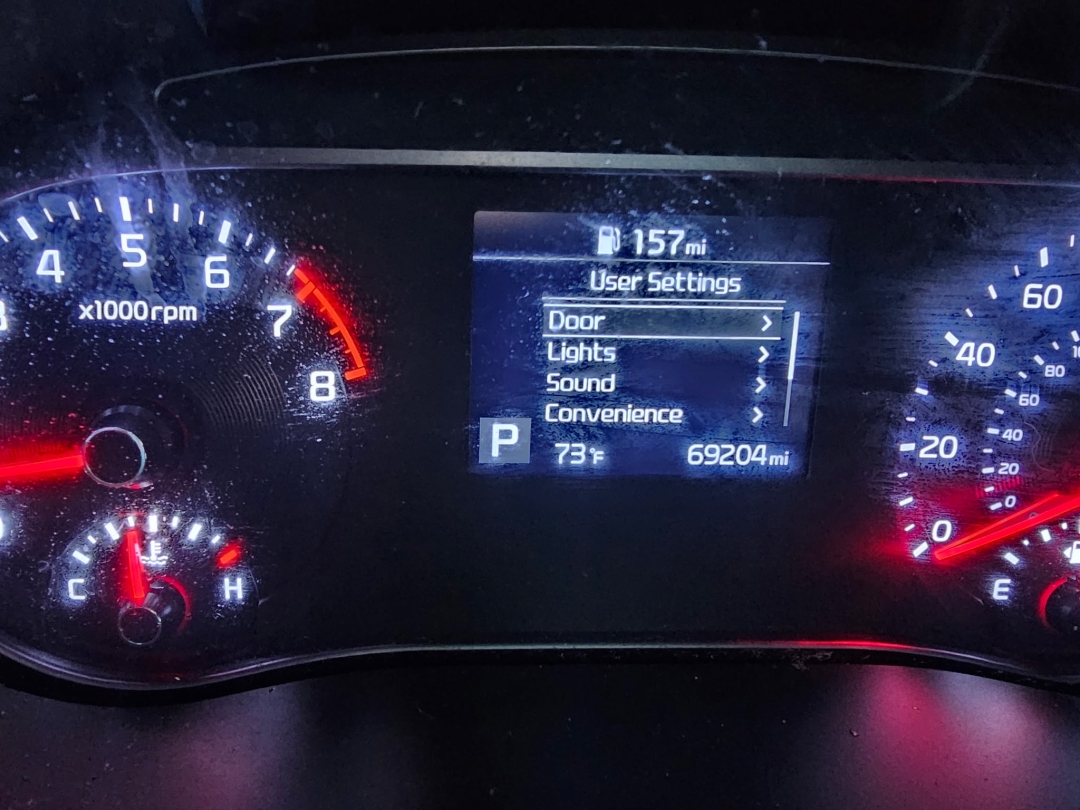 157mi
User Settings
Door
Lights
Sound
Convenience
P
73°F
69204mi
4
5
6
7
8
x1000rpm
C
H
0
20
40
60
0
20
40
60
80
E